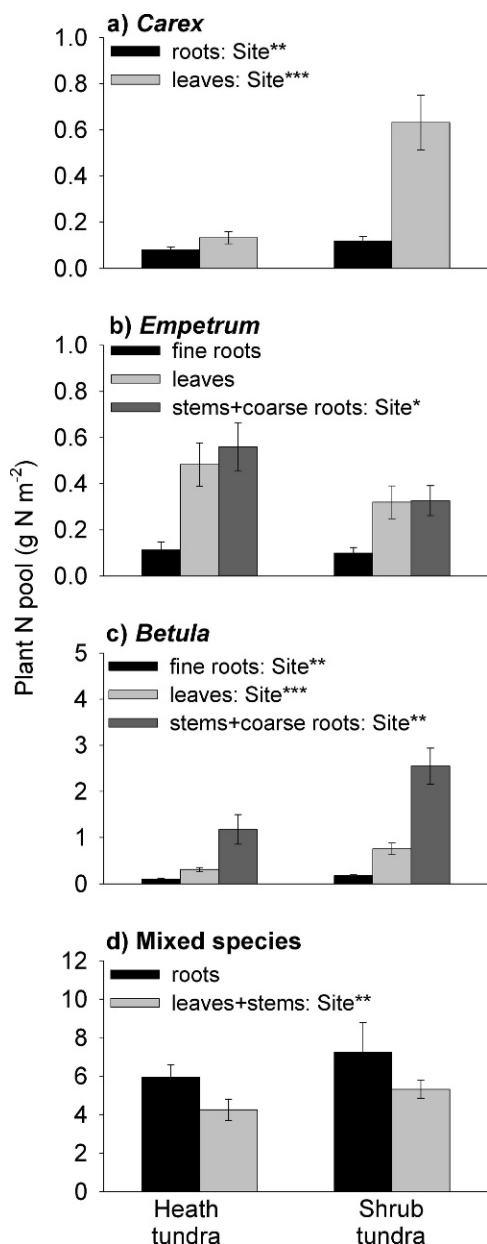 a) Carex
1.0
roots: Site**
0.8
leaves: Site***
0.6
0.4
0.2
0.0
b) Empetrum
1.0
fine roots
0.8
leaves
stems+coarse roots: Site*
0.6
0.4
0.2
0.0
Plant N pool (g N m-2)
c) Betula
5
fine roots: Site**
4
leaves: Site***
stems+coarse roots: Site**
3
2
1
0
d) Mixed species
12
roots
10
leaves+stems: Site**
8
6
4
2
0
Heath
tundra
Shrub
tundra